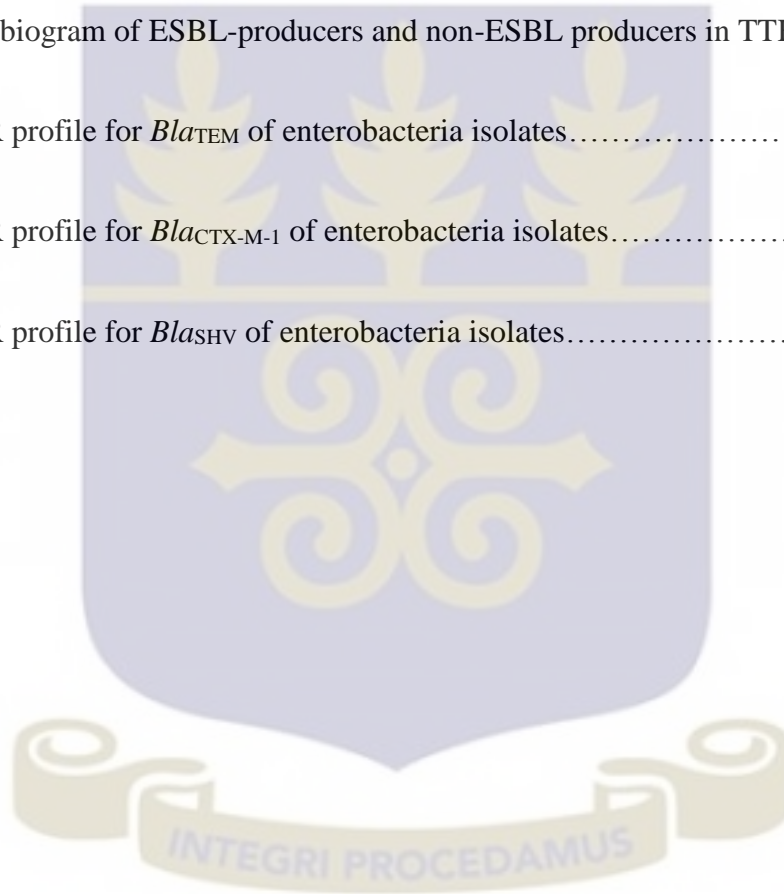 biogram of ESBL-producers and non-ESBL producers in TTH
R profile for BlaTEM of enterobacteria isolates…………………
R profile for BlaCTX-M-1 of enterobacteria isolates………………
R profile for BlaSHV of enterobacteria isolates…………………
INTEGRI PROCEDAMUS